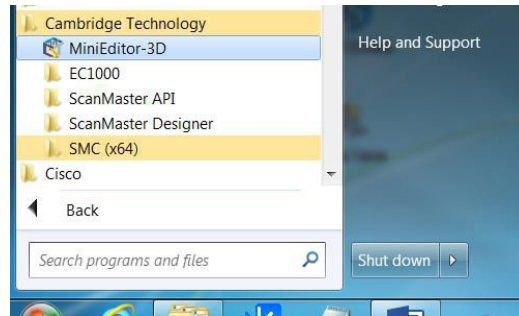 Cambridge Technology
MiniEditor-3D
EC1000
ScanMaster API
ScanMaster Designer
SMC (x64)
Cisco
Back
Search programs and files
Help and Support
Shut down